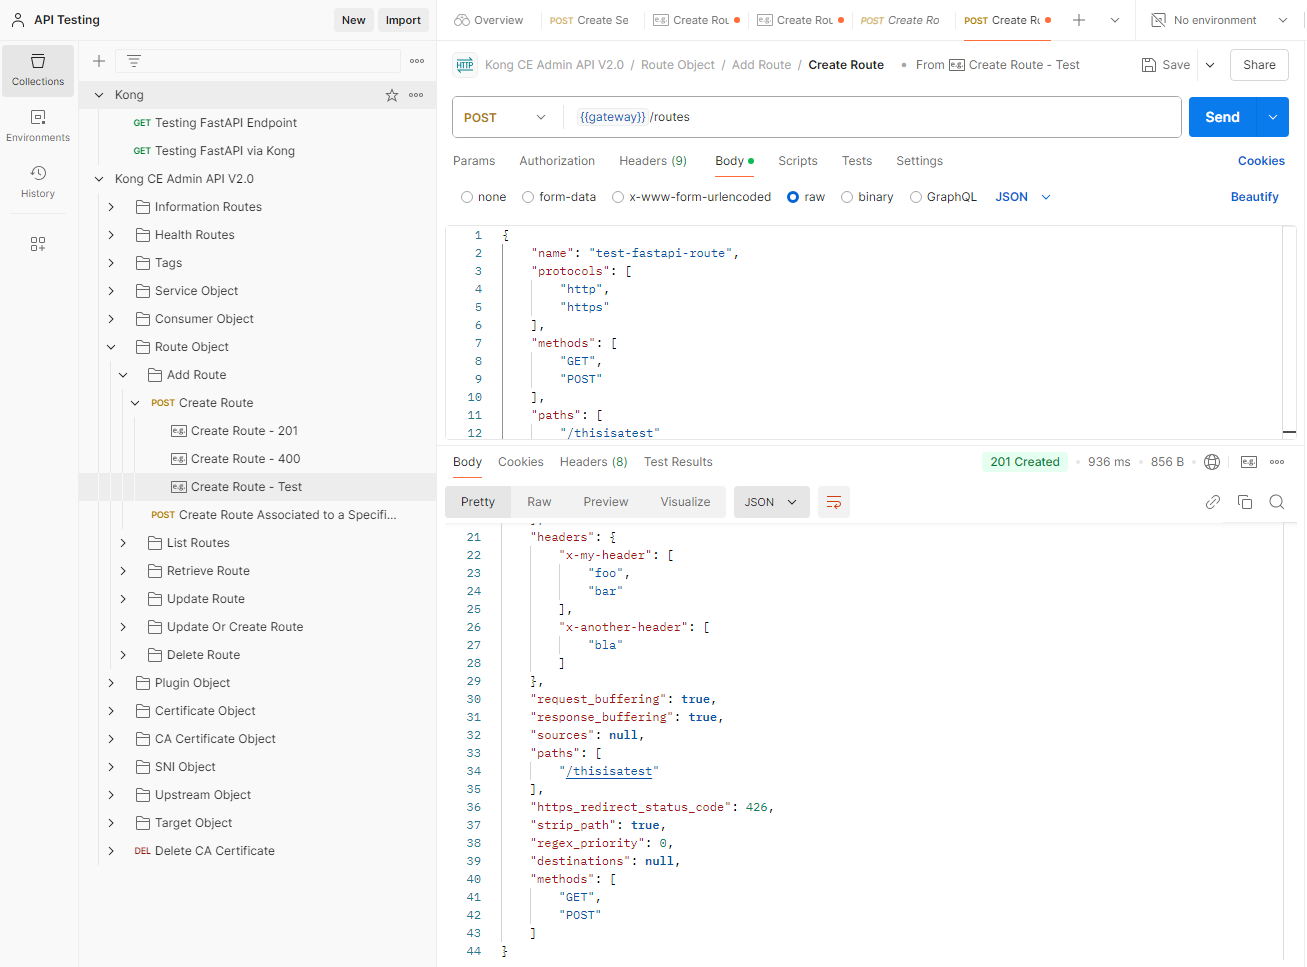 API Testing
New
Import
Overview
POST Create Se
e.g. Create Rou
e.g. Create Rou
POST Create Ro
POST Create R
No environment
Collections
Environments
History
Kong
GET Testing FastAPI Endpoint
GET Testing FastAPI via Kong
Kong CE Admin API V2.0
Information Routes
Health Routes
Tags
Service Object
Consumer Object
Route Object
Add Route
POST Create Route
e.g. Create Route - 201
e.g. Create Route - 400
e.g. Create Route - Test
POST Create Route Associated to a Specifi...
List Routes
Retrieve Route
Update Route
Update Or Create Route
Delete Route
Plugin Object
Certificate Object
CA Certificate Object
SNI Object
Upstream Object
Target Object
DEL Delete CA Certificate
HTTP Kong CE Admin API V2.0 / Route Object / Add Route / Create Route • From e.g. Create Route - Test
Save
Share
POST {{gateway}} /routes
Send
Params Authorization Headers (9) Body Scripts Tests Settings Cookies
none form-data x-www-form-urlencoded raw binary GraphQL JSON Beautify
1 {
2 "name": "test-fastapi-route",
3 "protocols": [
4 "http",
5 "https"
6 ],
7 "methods": [
8 "GET",
9 "POST"
10 ],
11 "paths": [
12 "/thisisatest"
Body Cookies Headers (8) Test Results 201 Created • 936 ms • 856 B e.g.
Pretty Raw Preview Visualize JSON
21 "headers": {
22 "x-my-header": [
23 "foo",
24 "bar"
25 ],
26 "x-another-header": [
27 "bla"
28 ]
29 },
30 "request_buffering": true,
31 "response_buffering": true,
32 "sources": null,
33 "paths": [
34 "/thisisatest"
35 ],
36 "https_redirect_status_code": 426,
37 "strip_path": true,
38 "regex_priority": 0,
39 "destinations": null,
40 "methods": [
41 "GET",
42 "POST"
43 ]
44 }